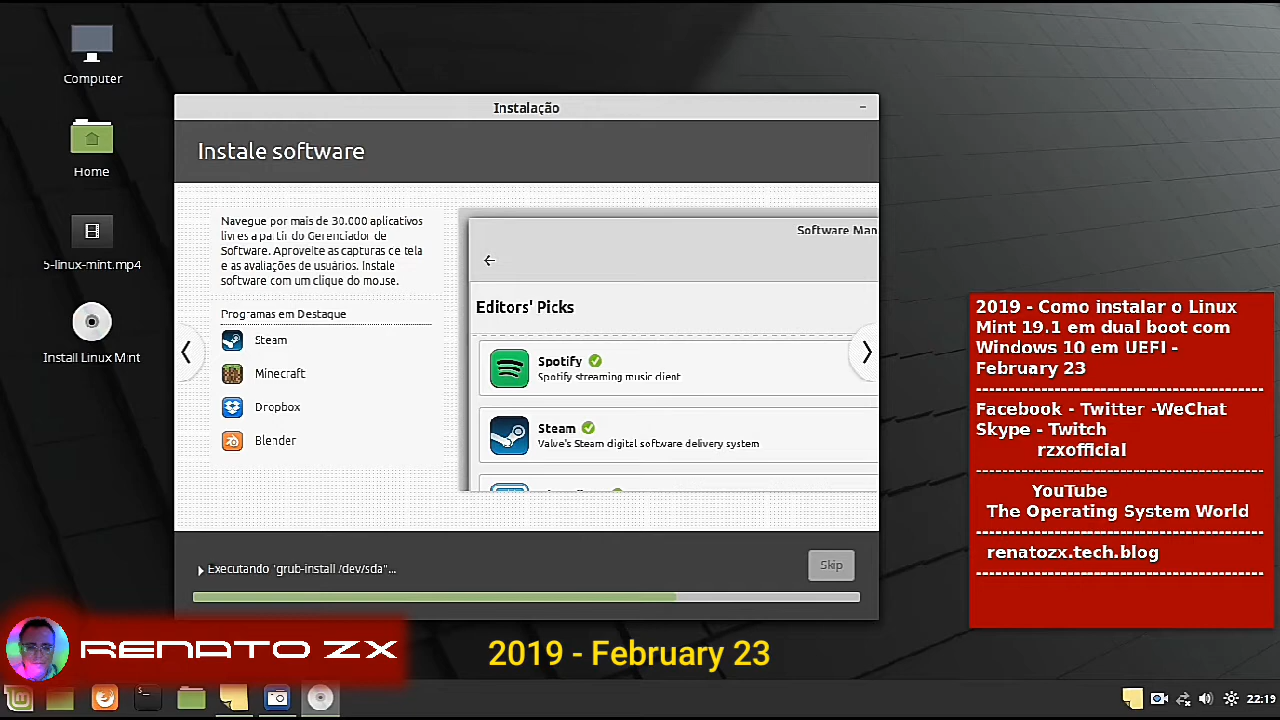 Computer
Home
5-linux-mint.mp4
Install Linux Mint
Instalação
Instale software
Navegue por mais de 30.000 aplicativos
livres a partir do Gerenciador de
Software. Aproveite as capturas de tela
e as avaliações de usuários. Instale
software com um clique do mouse.
Programas em Destaque
Steam
Minecraft
Dropbox
Blender
Software Man
Editors' Picks
Spotify
Spotify streaming music client
Steam
Valve's Steam digital software delivery system
Executando "grub-install /dev/sda"...
Skip
2019 - Como instalar o Linux
Mint 19.1 em dual boot com
Windows 10 em UEFI -
February 23
--------------------------------------------
Facebook - Twitter -WeChat
Skype - Twitch
rzxofficial
--------------------------------------------
YouTube
The Operating System World
--------------------------------------------
renatozx.tech.blog
--------------------------------------------
RENATO ZX
2019 - February 23
22:19